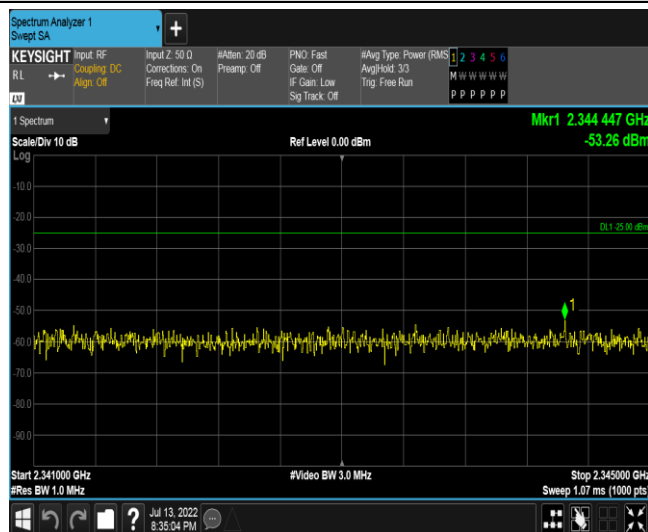 Spectrum Analyzer 1
Swept SA
+
KEYSIGHT Input: RF Input Z: 50 Ω #Atten: 20 dB PNO: Fast #Avg Type: Power (RMS 1 2 3 4 5 6
RL Coupling: DC Corrections: On Preamp: Off Gate: Off Avg|Hold: 3/3 M W W W W W
Align: Off Freq Ref: Int (S) IF Gain: Low Trig: Free Run
Sig Track: Off P P P P P P
LXI
1 Spectrum Mkr1 2.344 447 GHz
Scale/Div 10 dB Ref Level 0.00 dBm -53.26 dBm
Log
-10.0
-20.0
DL1 -25.00 dBm
-30.0
-40.0
-50.0
1
-60.0
-70.0
-80.0
-90.0
Start 2.341000 GHz #Video BW 3.0 MHz Stop 2.345000 GHz
#Res BW 1.0 MHz Sweep 1.07 ms (1000 pts)
? Jul 13, 2022
8:35:04 PM